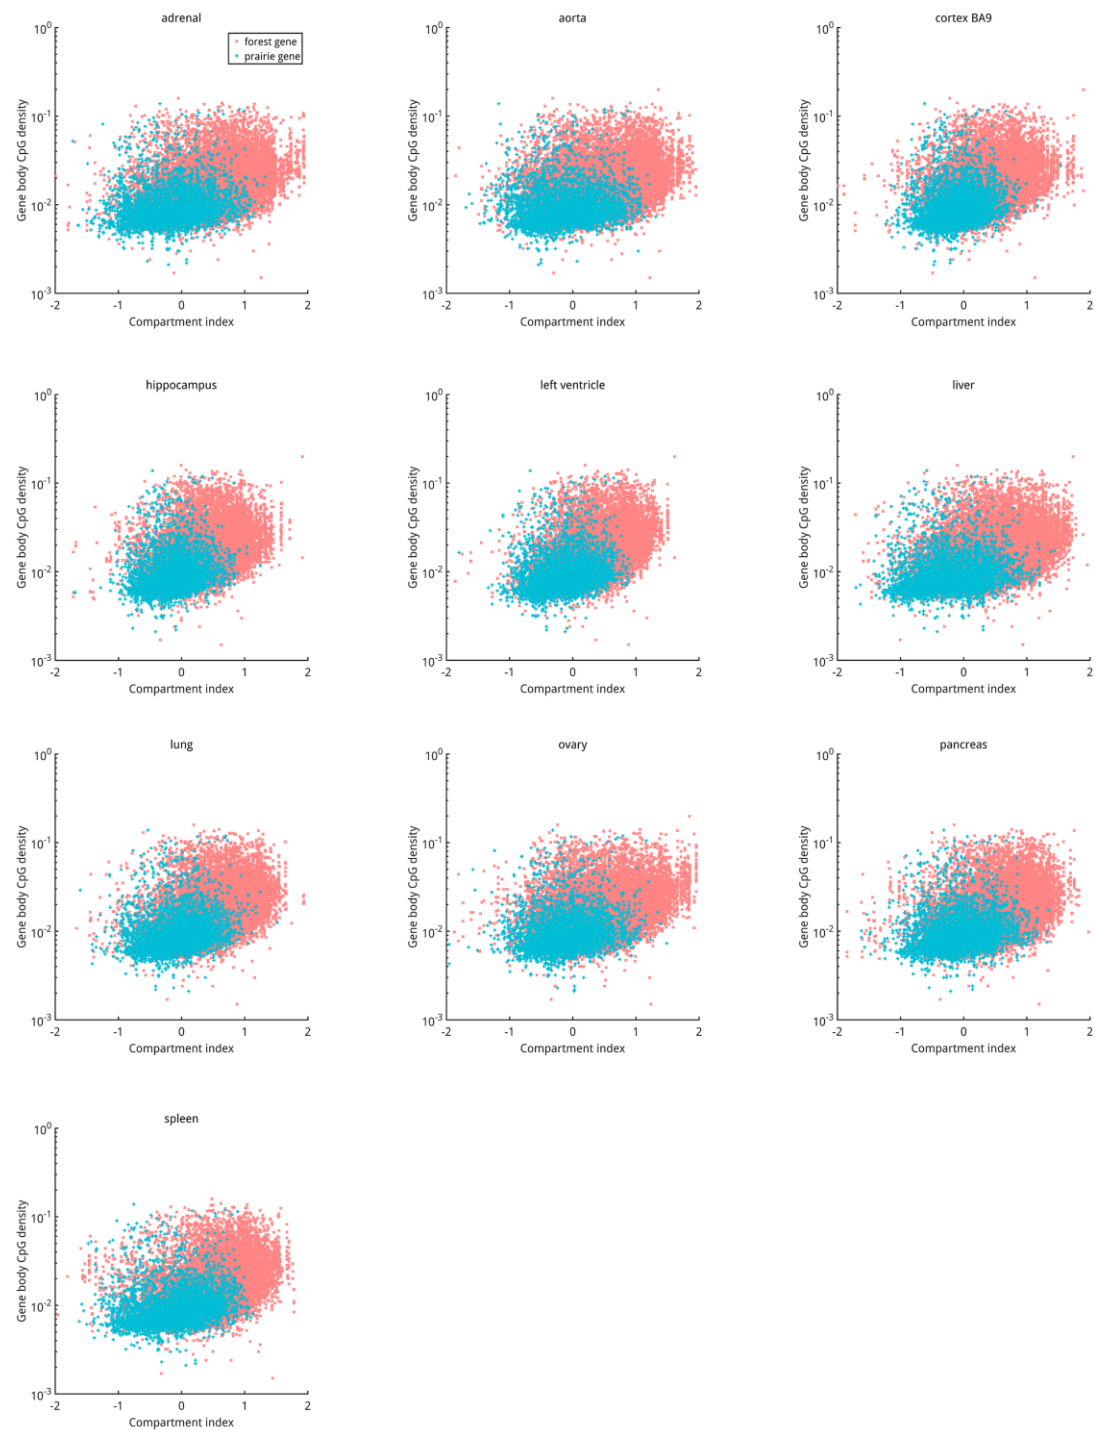 adrenal
10^0
forest gene
prairie gene
10^-1
Gene body CpG density
10^-2
10^-3
-2 -1 0 1 2
Compartment index
aorta
10^0
10^-1
Gene body CpG density
10^-2
10^-3
-2 -1 0 1 2
Compartment index
cortex BA9
10^0
10^-1
Gene body CpG density
10^-2
10^-3
-2 -1 0 1 2
Compartment index
hippocampus
10^0
10^-1
Gene body CpG density
10^-2
10^-3
-2 -1 0 1 2
Compartment index
left ventricle
10^0
10^-1
Gene body CpG density
10^-2
10^-3
-2 -1 0 1 2
Compartment index
liver
10^0
10^-1
Gene body CpG density
10^-2
10^-3
-2 -1 0 1 2
Compartment index
lung
10^0
10^-1
Gene body CpG density
10^-2
10^-3
-2 -1 0 1 2
Compartment index
ovary
10^0
10^-1
Gene body CpG density
10^-2
10^-3
-2 -1 0 1 2
Compartment index
pancreas
10^0
10^-1
Gene body CpG density
10^-2
10^-3
-2 -1 0 1 2
Compartment index
spleen
10^0
10^-1
Gene body CpG density
10^-2
10^-3
-2 -1 0 1 2
Compartment index